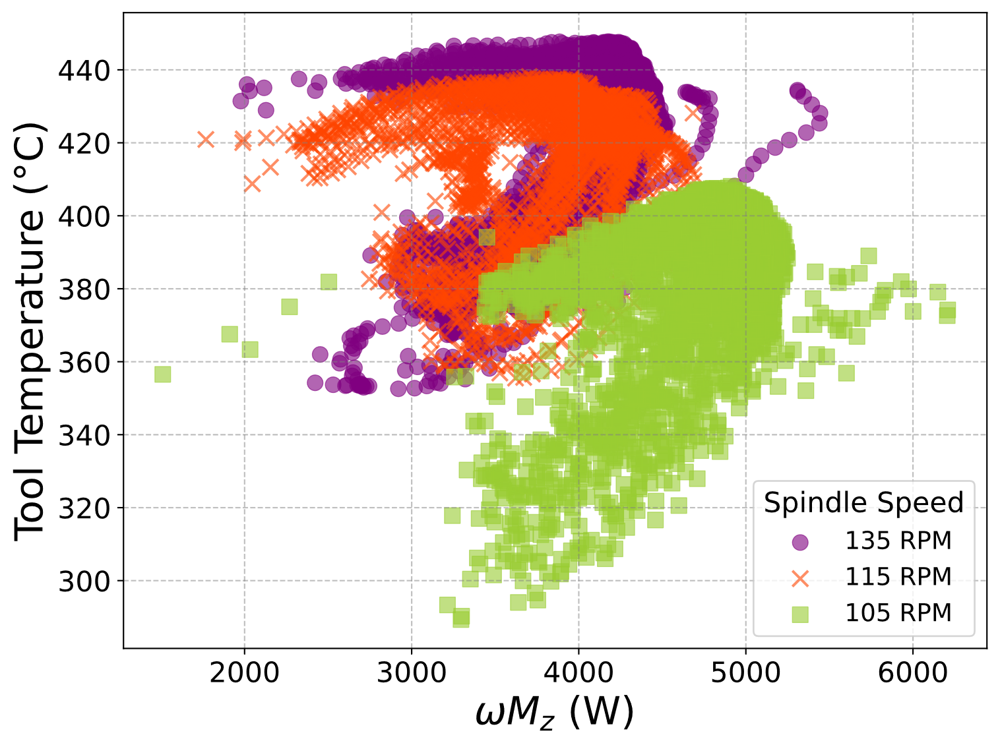 Tool Temperature (°C)
440
420
400
380
360
340
320
300
2000
3000
4000
5000
6000
ωM_z (W)
Spindle Speed
135 RPM
115 RPM
105 RPM